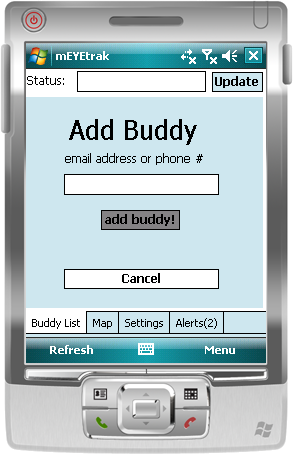 mEYEtrak
Status: Update
Add Buddy
email address or phone #
add buddy!
Cancel
Buddy List Map Settings Alerts(2)
Refresh Menu